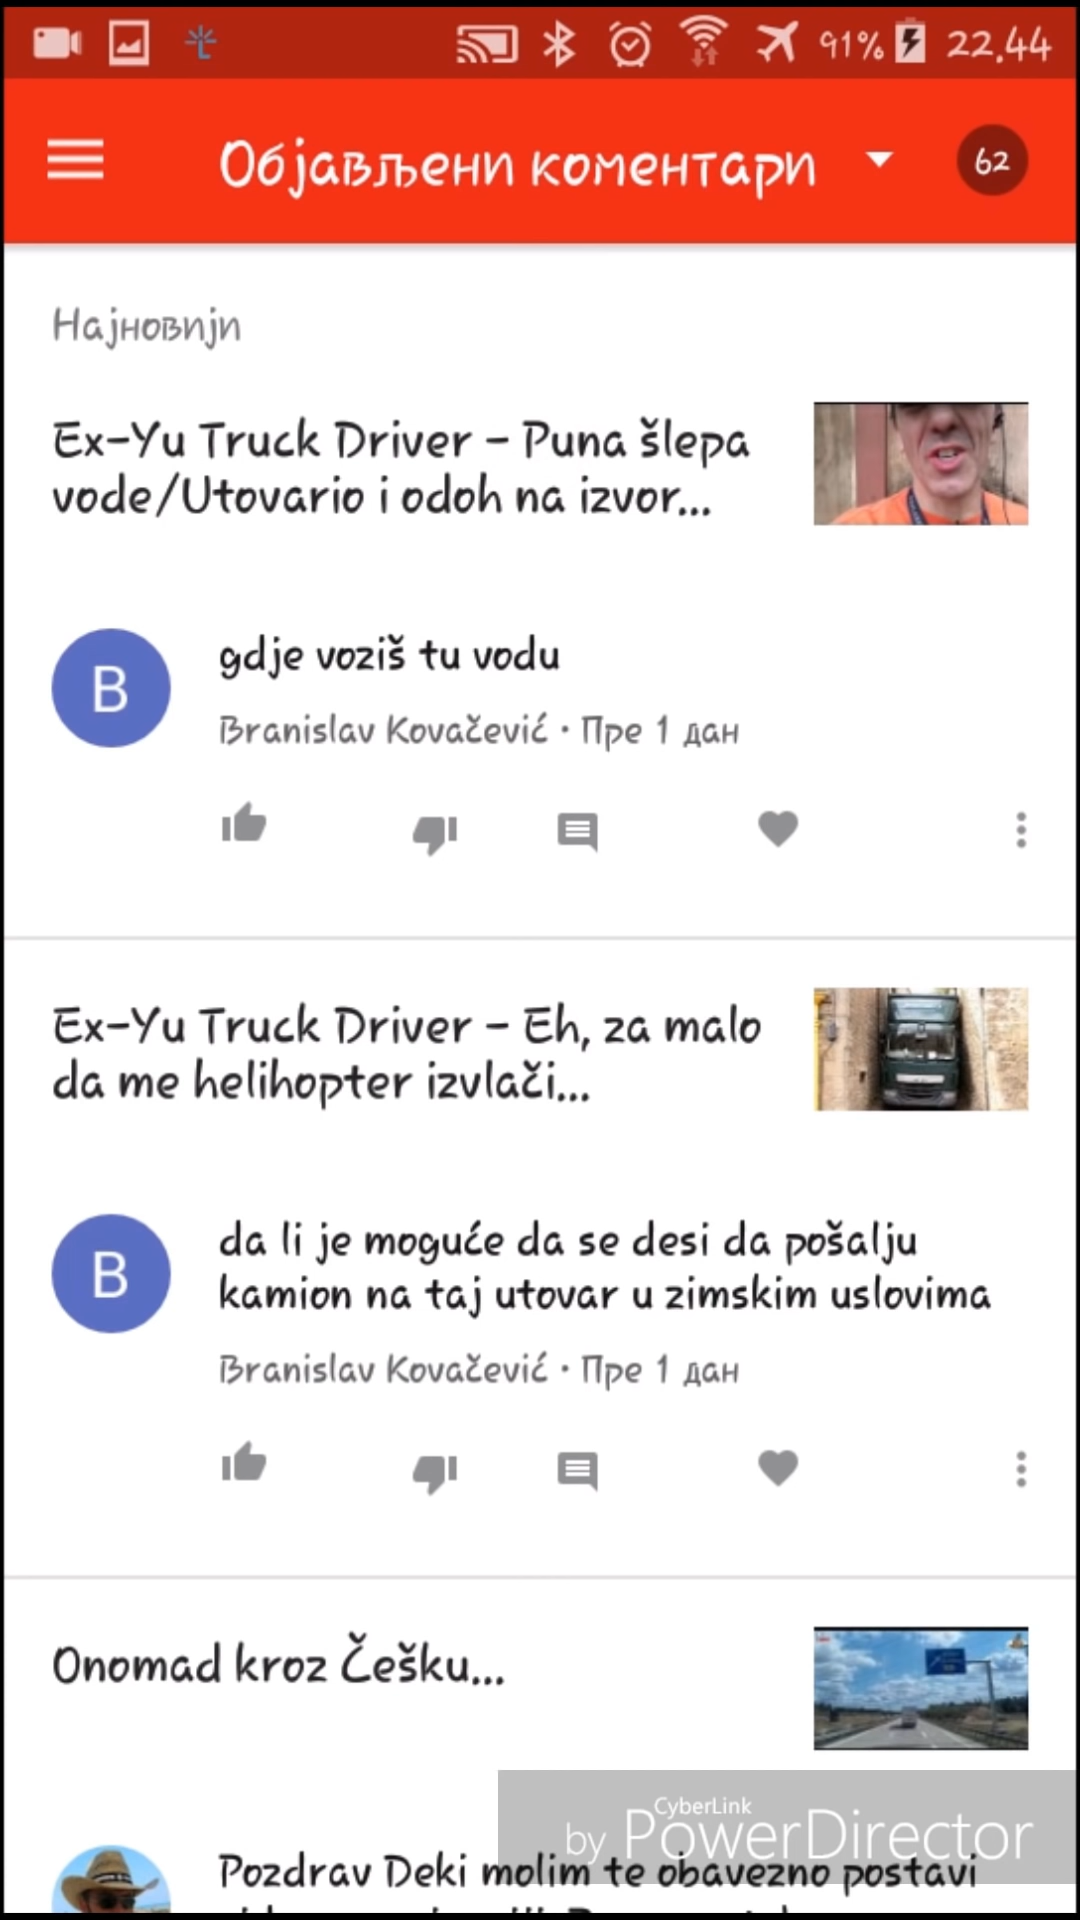 91% 22.44
Објављени коментари 62
Најновији
Ex-Yu Truck Driver - Puna šlepa
vode/Utovario i odoh na izvor...
B
gdje voziš tu vodu
Branislav Kovačević • Пре 1 дан
Ex-Yu Truck Driver - Eh, za malo
da me helihopter izvlači...
B
da li je moguće da se desi da pošalju
kamion na taj utovar u zimskim uslovima
Branislav Kovačević • Пре 1 дан
Onomad kroz Češku...
CyberLink
by PowerDirector
Pozdrav Deki molim te obavezno postavi